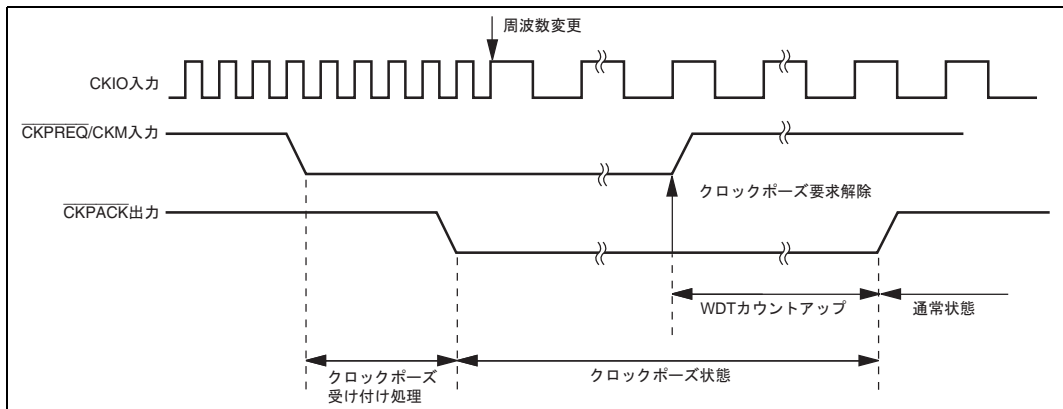 周波数変更
CKIO入力
CKPREQ/CKM入力
クロックポーズ要求解除
CKPACK出力
WDTカウントアップ
通常状態
クロックポーズ
受け付け処理
クロックポーズ状態